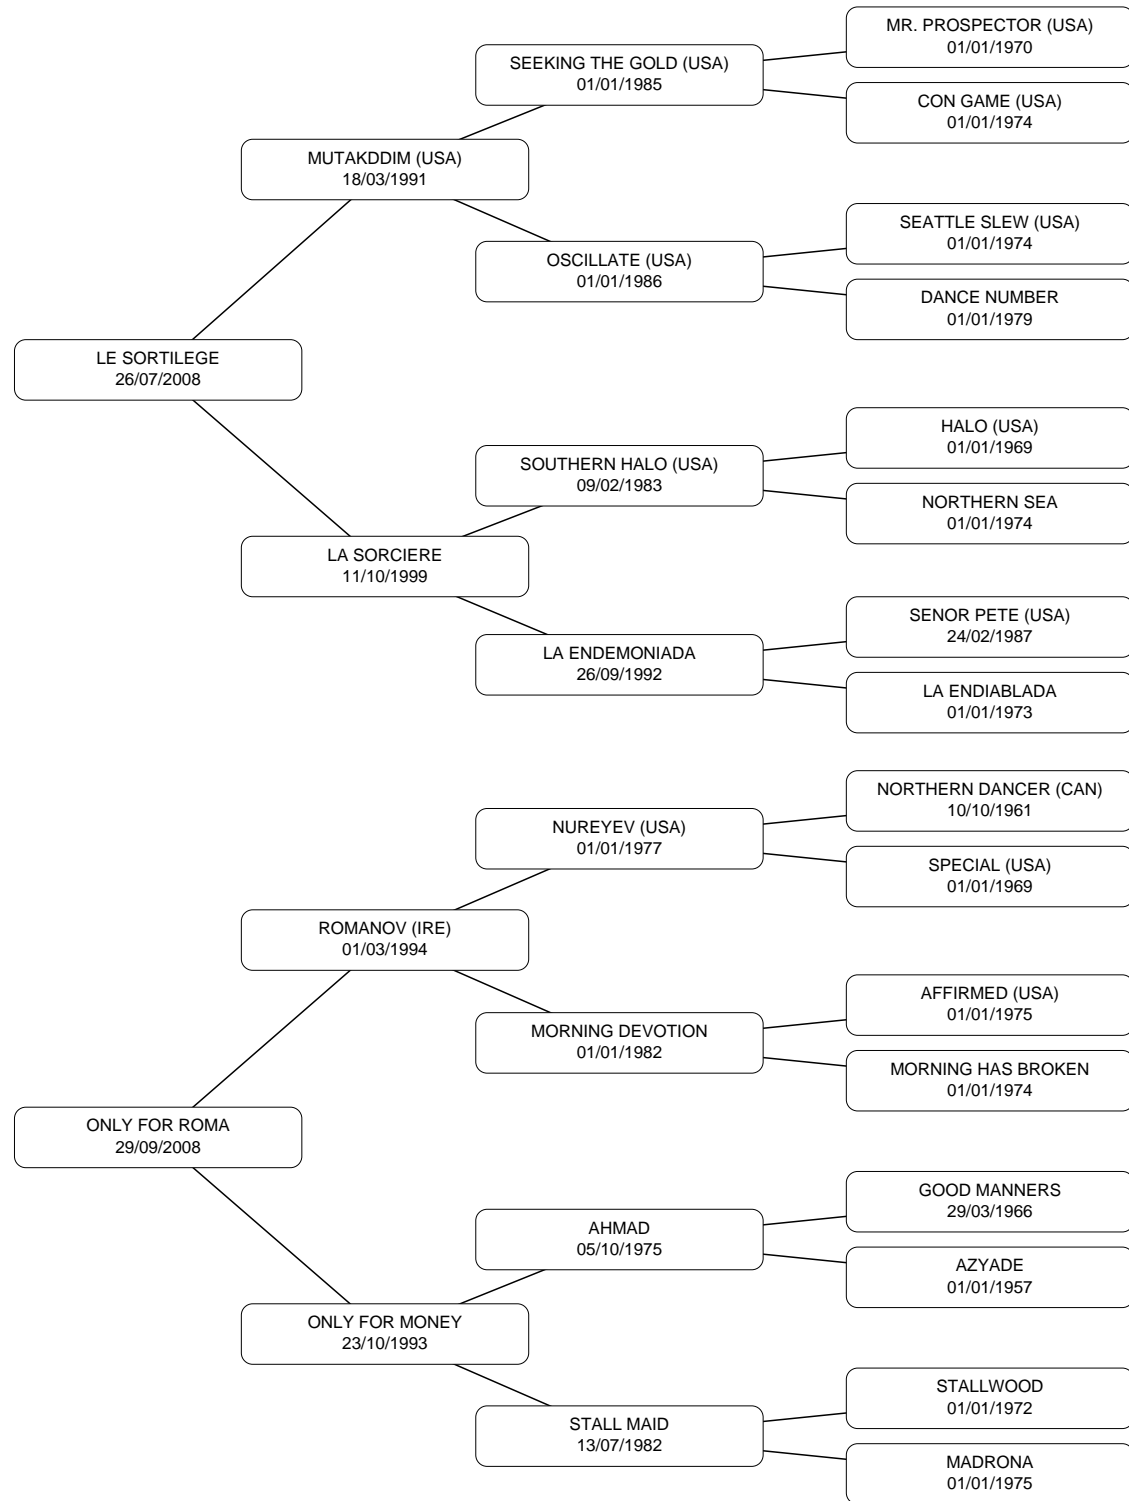 MR. PROSPECTOR (USA)
01/01/1970
SEEKING THE GOLD (USA)
01/01/1985
CON GAME (USA)
01/01/1974
MUTAKDDIM (USA)
18/03/1991
SEATTLE SLEW (USA)
01/01/1974
OSCILLATE (USA)
01/01/1986
DANCE NUMBER
01/01/1979
LE SORTILEGE
26/07/2008
HALO (USA)
01/01/1969
SOUTHERN HALO (USA)
09/02/1983
NORTHERN SEA
01/01/1974
LA SORCIERE
11/10/1999
SENOR PETE (USA)
24/02/1987
LA ENDEMONIADA
26/09/1992
LA ENDIABLADA
01/01/1973
NORTHERN DANCER (CAN)
10/10/1961
NUREYEV (USA)
01/01/1977
SPECIAL (USA)
01/01/1969
ROMANOV (IRE)
01/03/1994
AFFIRMED (USA)
01/01/1975
MORNING DEVOTION
01/01/1982
MORNING HAS BROKEN
01/01/1974
ONLY FOR ROMA
29/09/2008
GOOD MANNERS
29/03/1966
AHMAD
05/10/1975
AZYADE
01/01/1957
ONLY FOR MONEY
23/10/1993
STALLWOOD
01/01/1972
STALL MAID
13/07/1982
MADRONA
01/01/1975